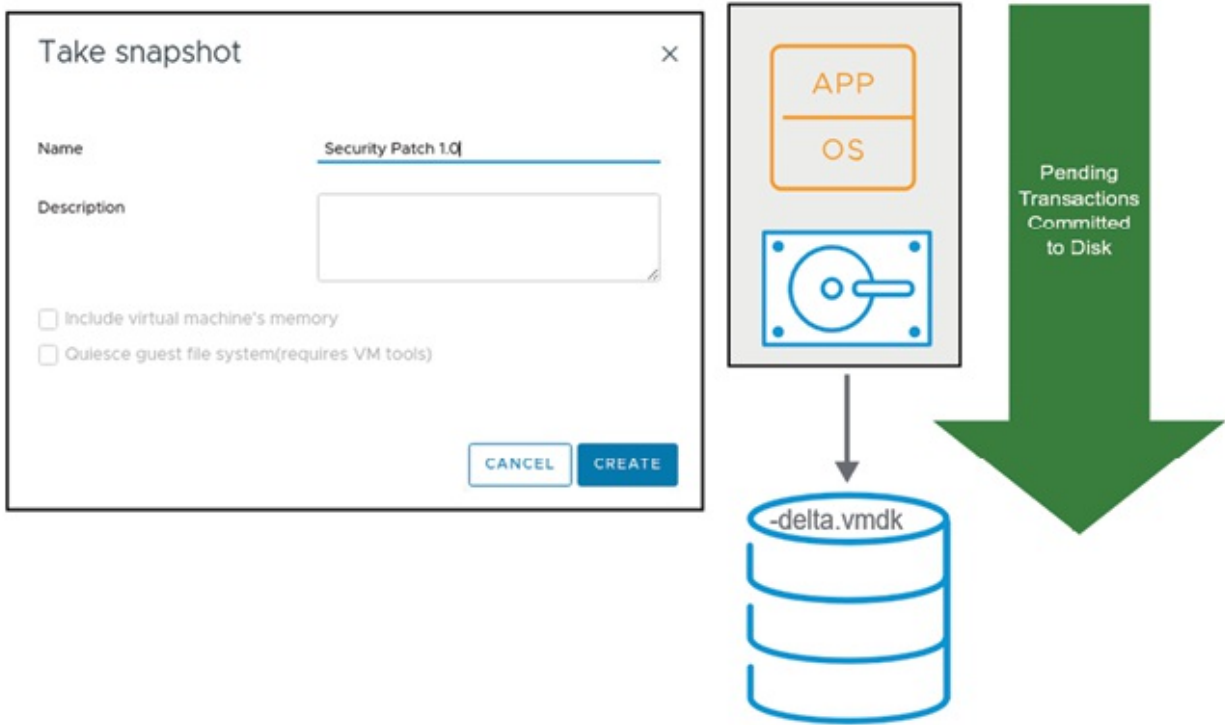 Take snapshot
Name
Security Patch 1.0
Description
Include virtual machine's memory
Quiesce guest file system(requires VM tools)
CANCEL
CREATE
APP
OS
-delta.vmdk
Pending
Transactions
Committed
to Disk